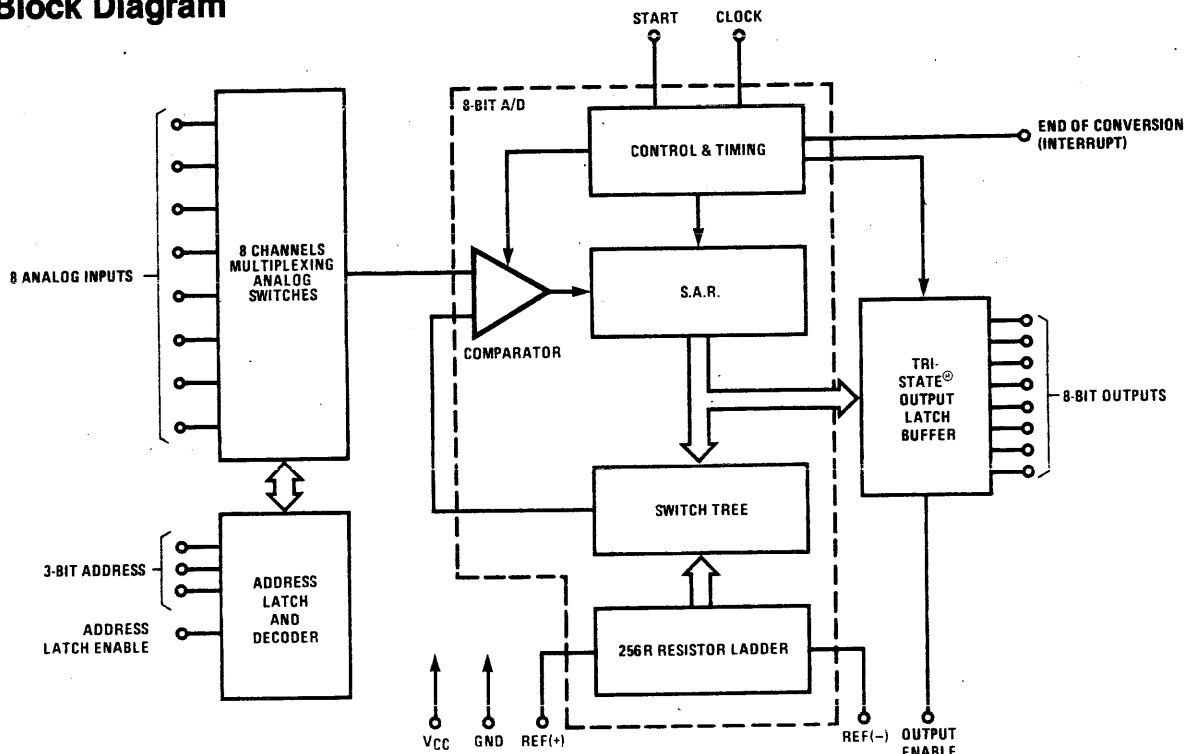 Block Diagram
START
CLOCK
8-BIT A/D
CONTROL & TIMING
END OF CONVERSION
(INTERRUPT)
8 ANALOG INPUTS
8 CHANNELS
MULTIPLEXING
ANALOG
SWITCHES
COMPARATOR
S.A.R.
TRI-
STATE®
OUTPUT
LATCH
BUFFER
8-BIT OUTPUTS
SWITCH TREE
3-BIT ADDRESS
ADDRESS
LATCH ENABLE
ADDRESS
LATCH
AND
DECODER
256R RESISTOR LADDER
VCC
GND
REF(+)
REF(−)
OUTPUT
ENABLE